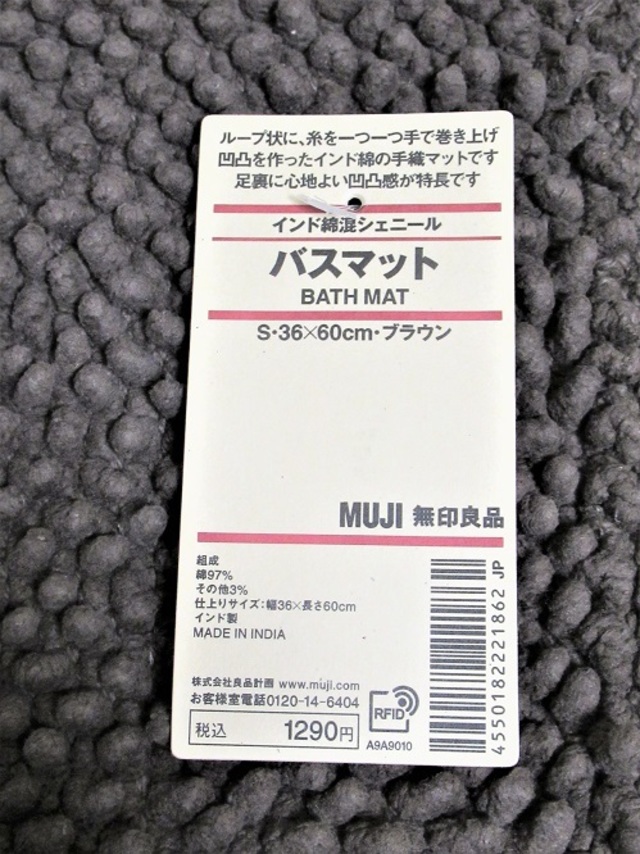 ループ状に、糸を一つ一つ手で巻き上げ
凹凸を作ったインド綿の手織マットです
足裏に心地よい凹凸感が特長です
インド綿混シェニール
バスマット
BATH MAT
S・36×60cm・ブラウン
MUJI 無印良品
組成
綿97%
その他3%
仕上りサイズ：幅36×長さ60cm
インド製
MADE IN INDIA
株式会社良品計画 www.muji.com
お客様室電話0120-14-6404
税込 1290円
RFID
A9A9010
4550182221862 JP